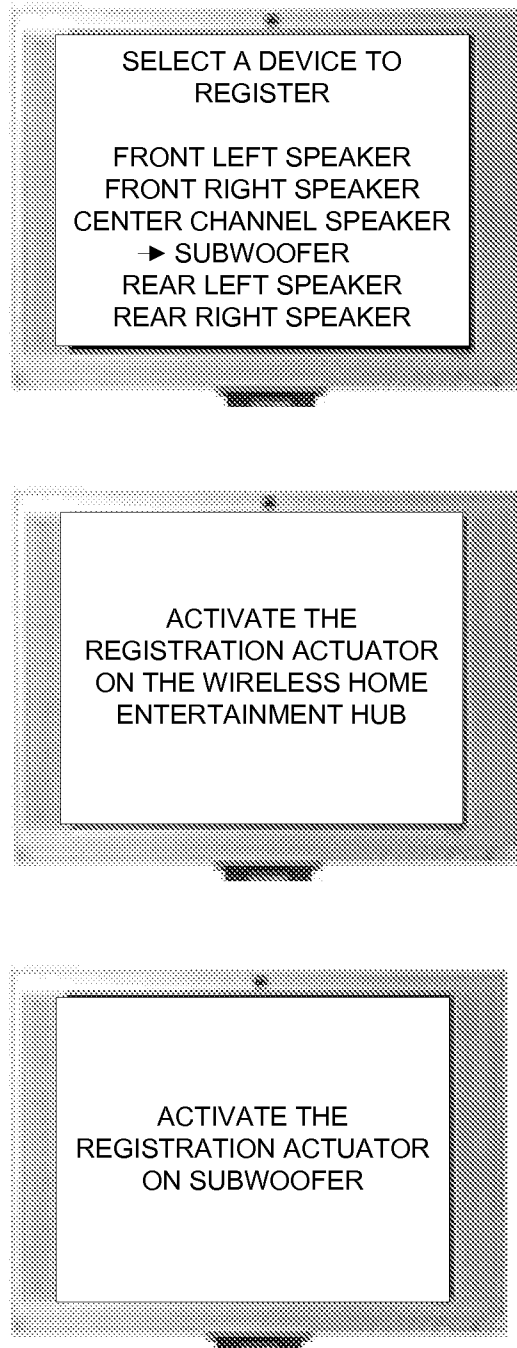 SELECT A DEVICE TO
REGISTER
FRONT LEFT SPEAKER
FRONT RIGHT SPEAKER
CENTER CHANNEL SPEAKER
→ SUBWOOFER
REAR LEFT SPEAKER
REAR RIGHT SPEAKER
ACTIVATE THE
REGISTRATION ACTUATOR
ON THE WIRELESS HOME
ENTERTAINMENT HUB
ACTIVATE THE
REGISTRATION ACTUATOR
ON SUBWOOFER